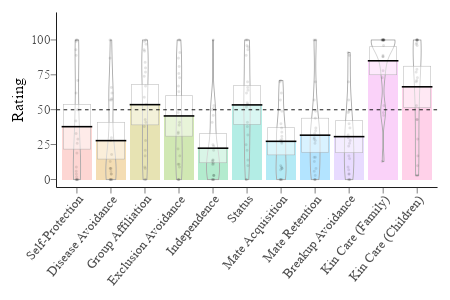 Rating
100
75
50
25
0
Self-Protection
Disease Avoidance
Group Affiliation
Exclusion Avoidance
Independence
Status
Mate Acquisition
Mate Retention
Breakup Avoidance
Kin Care (Family)
Kin Care (Children)